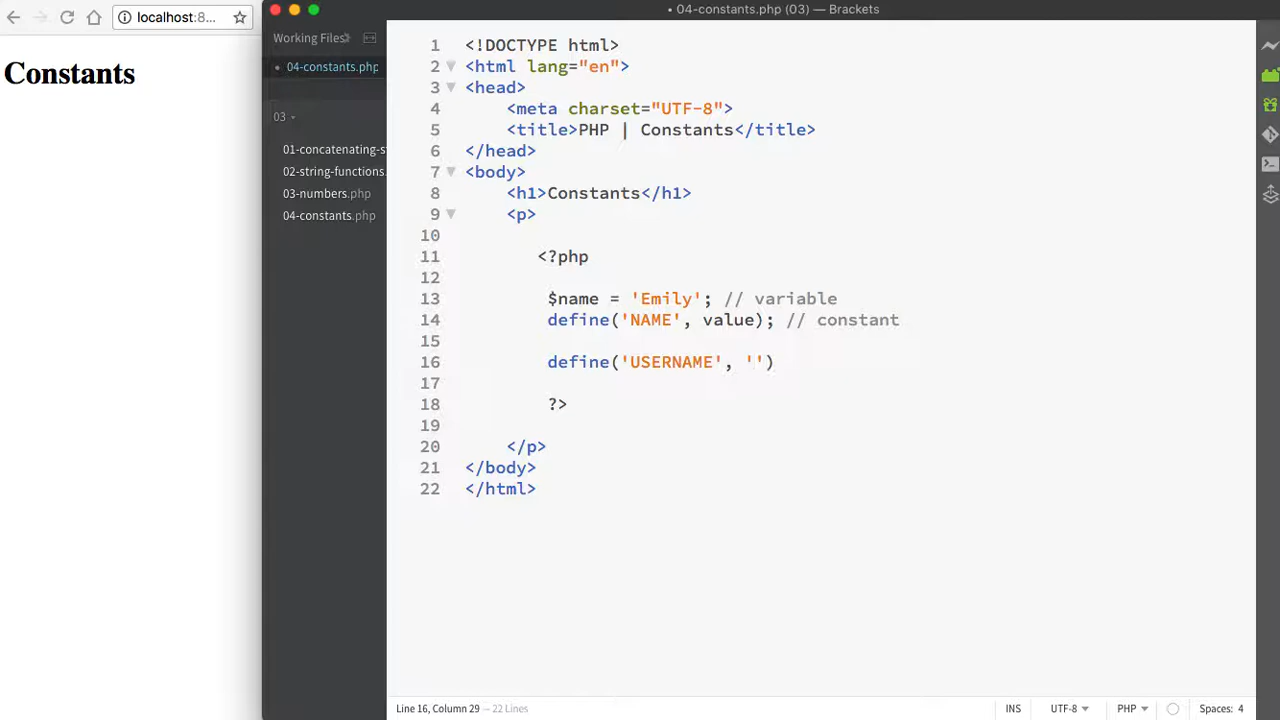 localhost:8...
Constants
• 04-constants.php (03) — Brackets
Working Files
• 04-constants.php
03
01-concatenating-s
02-string-functions.
03-numbers.php
04-constants.php
1 <!DOCTYPE html>
2 <html lang="en">
3 <head>
4 <meta charset="UTF-8">
5 <title>PHP | Constants</title>
6 </head>
7 <body>
8 <h1>Constants</h1>
9 <p>
10
11 <?php
12
13 $name = 'Emily'; // variable
14 define('NAME', value); // constant
15
16 define('USERNAME', '')
17
18 ?>
19
20 </p>
21 </body>
22 </html>
Line 16, Column 29 — 22 Lines
INS UTF-8 PHP Spaces: 4